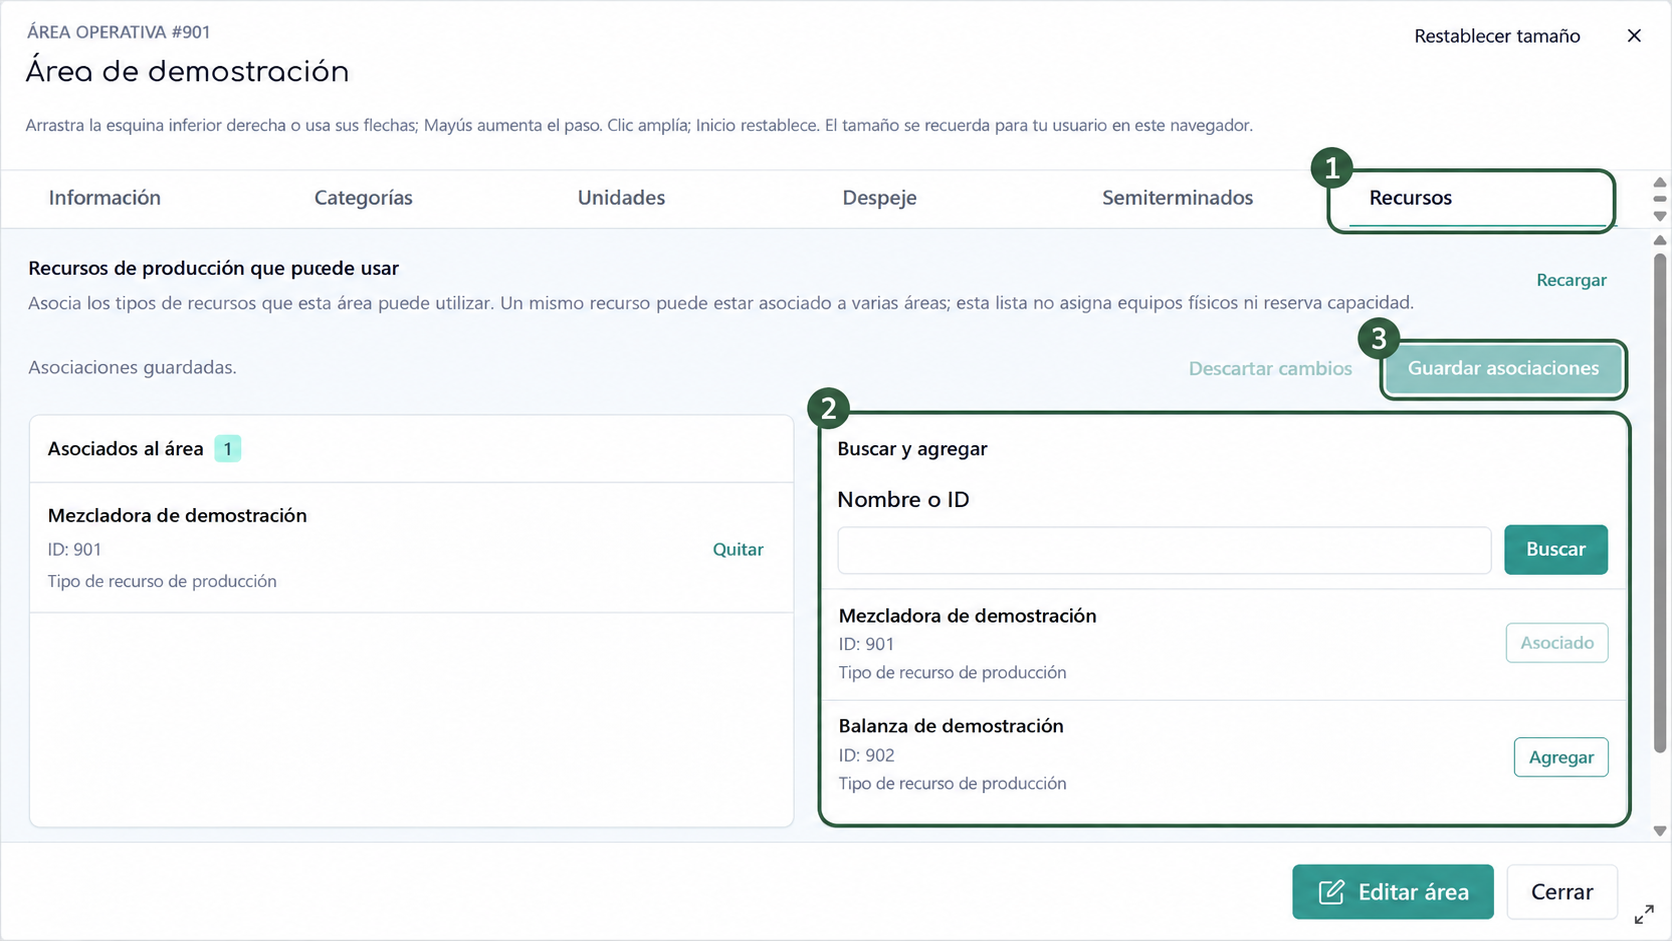 ÁREA OPERATIVA #901
Restablecer tamaño
Área de demostración
Arrastra la esquina inferior derecha o usa sus flechas; Mayús aumenta el paso. Clic amplía; Inicio restablece. El tamaño se recuerda para tu usuario en este navegador.
1
Información
Categorías
Unidades
Despeje
Semiterminados
Recursos
Recursos de producción que puede usar
Recargar
Asocia los tipos de recursos que esta área puede utilizar. Un mismo recurso puede estar asociado a varias áreas; esta lista no asigna equipos físicos ni reserva capacidad.
3
Asociaciones guardadas.
Descartar cambios
Guardar asociaciones
2
Asociados al área 1
Mezcladora de demostración
ID: 901
Quitar
Tipo de recurso de producción
Buscar y agregar
Nombre o ID
Buscar
Mezcladora de demostración
ID: 901
Asociado
Tipo de recurso de producción
Balanza de demostración
ID: 902
Agregar
Tipo de recurso de producción
Editar área
Cerrar